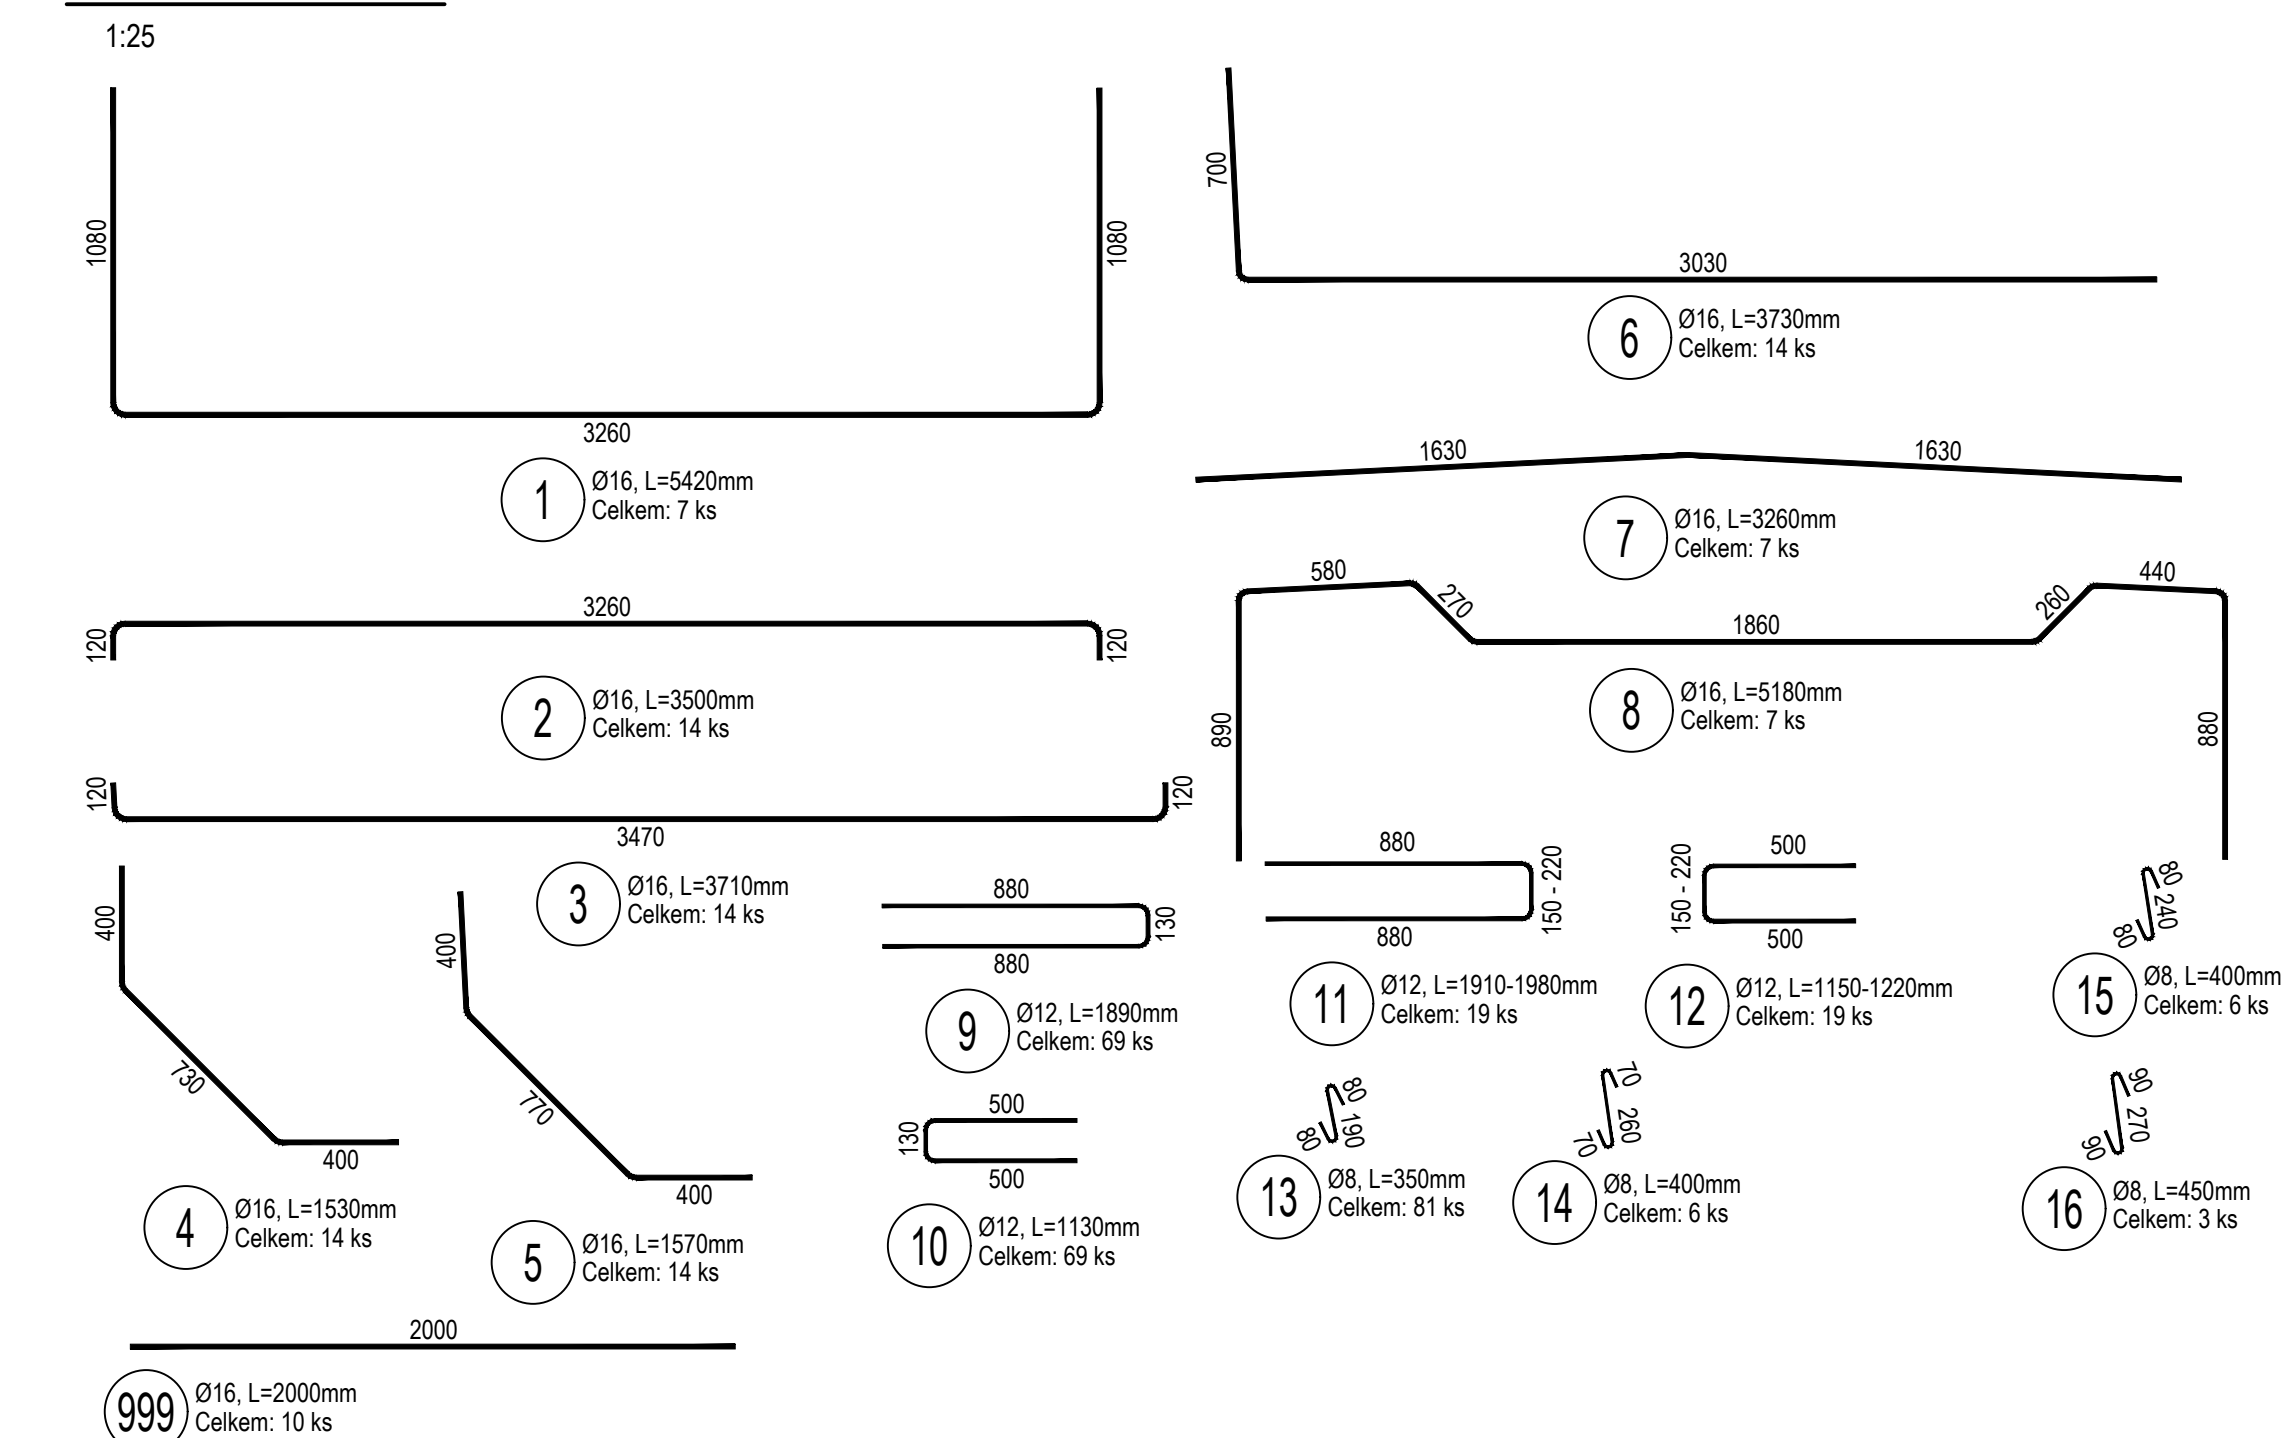 1:25
1080
1080
3260
1
Ø16, L=5420mm
Celkem: 7 ks
3260
120
120
2
Ø16, L=3500mm
Celkem: 14 ks
120
120
3470
3
Ø16, L=3710mm
Celkem: 14 ks
400
730
400
4
Ø16, L=1530mm
Celkem: 14 ks
400
770
400
5
Ø16, L=1570mm
Celkem: 14 ks
2000
999
Ø16, L=2000mm
Celkem: 10 ks
700
3030
6
Ø16, L=3730mm
Celkem: 14 ks
1630
1630
7
Ø16, L=3260mm
Celkem: 7 ks
580
270
1860
260
440
890
880
8
Ø16, L=5180mm
Celkem: 7 ks
880
130
880
9
Ø12, L=1890mm
Celkem: 69 ks
500
130
500
10
Ø12, L=1130mm
Celkem: 69 ks
880
150 - 220
880
11
Ø12, L=1910-1980mm
Celkem: 19 ks
500
150 - 220
500
12
Ø12, L=1150-1220mm
Celkem: 19 ks
80
190
80
13
Ø8, L=350mm
Celkem: 81 ks
70
260
70
14
Ø8, L=400mm
Celkem: 6 ks
80
240
80
15
Ø8, L=400mm
Celkem: 6 ks
90
270
90
16
Ø8, L=450mm
Celkem: 3 ks